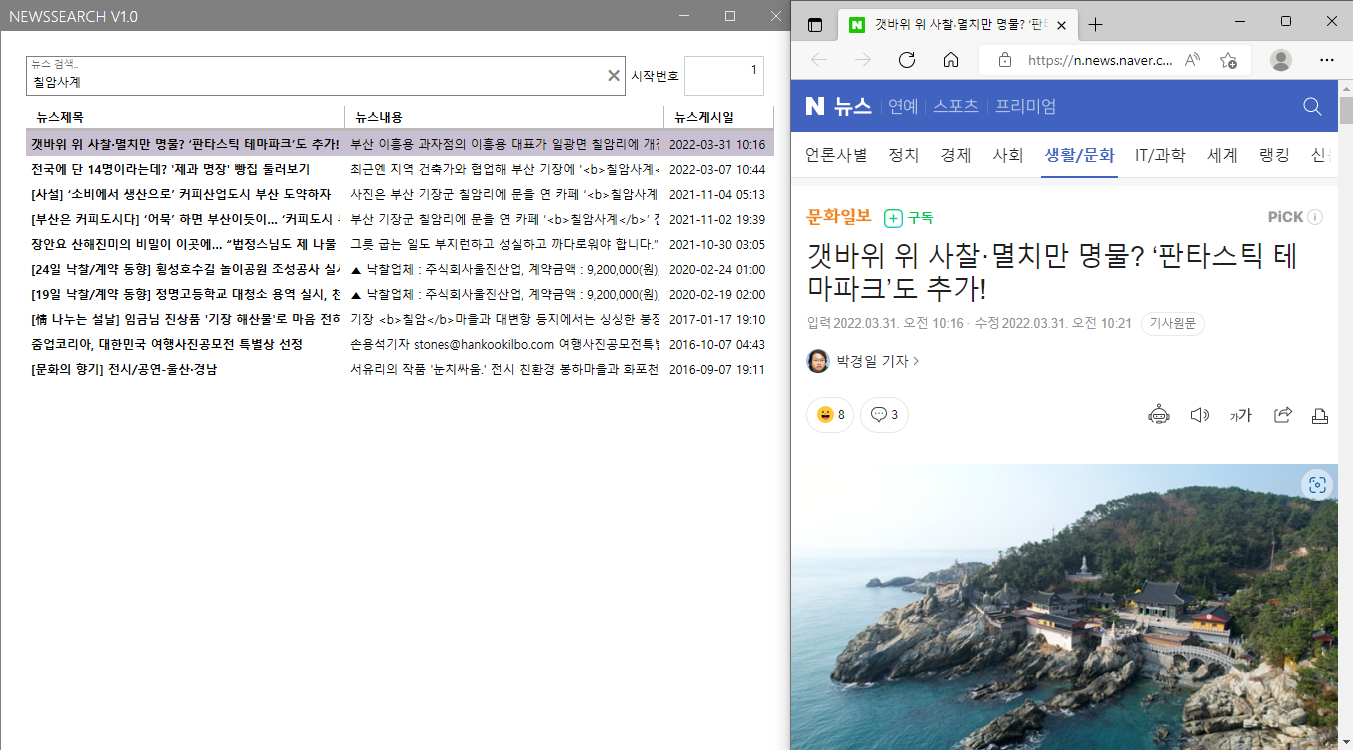 NEWSSEARCH V1.0
뉴스 검색..
칠암사계
시작번호
1
뉴스제목 뉴스내용 뉴스게시일
갯바위 위 사찰·멸치만 명물? ‘판타스틱 테마파크’도 추가! 부산 이흥용 과자점의 이흥용 대표가 일광면 칠암리에 개 2022-03-31 10:16
전국에 단 14명이라는데? '제과 명장' 빵집 둘러보기 최근엔 지역 건축가와 협업해 부산 기장에 '<b>칠암사계< 2022-03-07 10:44
[사설] ‘소비에서 생산으로’ 커피산업도시 부산 도약하자 사진은 부산 기장군 칠암리에 문을 연 카페 ‘<b>칠암사계 2021-11-04 05:13
[부산은 커피도시다] ‘어묵’ 하면 부산이듯이… ‘커피도시 부산 기장군 칠암리에 문을 연 카페 ‘<b>칠암사계</b>’ 2021-11-02 19:39
장안요 산해진미의 비밀이 이곳에… “법정스님도 제 나물 그릇 굽는 일도 부지런하고 성실하고 까다로워야 합니다.” 2021-10-30 03:05
[24일 낙찰/계약 동향] 횡성호수길 놀이공원 조성공사 실시 ▲ 낙찰업체 : 주식회사울진산업, 계약금액 : 9,200,000(원), 2020-02-24 01:00
[19일 낙찰/계약 동향] 정명고등학교 대청소 용역 실시, 천 ▲ 낙찰업체 : 주식회사울진산업, 계약금액 : 9,200,000(원), 2020-02-19 02:00
[情 나누는 설날] 임금님 진상품 '기장 해산물'로 마음 전하 기장 <b>칠암</b>마을과 대변항 등지에서는 싱싱한 붕장 2017-01-17 19:10
줌업코리아, 대한민국 여행사진공모전 특별상 선정 손용석기자 stones@hankookilbo.com 여행사진공모전특별 2016-10-07 04:43
[문화의 향기] 전시/공연-울산·경남 서유리의 작품 '눈치싸움.' 전시 친환경 봉하마을과 화포천 2016-09-07 19:11
갯바위 위 사찰·멸치만 명물? ‘판타
https://n.news.naver.c...
N 뉴스 연예 스포츠 프리미엄
언론사별 정치 경제 사회 생활/문화 IT/과학 세계 랭킹
문화일보 구독 PiCK
갯바위 위 사찰·멸치만 명물? ‘판타스틱 테
마파크’도 추가!
입력 2022.03.31. 오전 10:16 · 수정 2022.03.31. 오전 10:21 기사원문
박경일 기자 >
8 3 가가